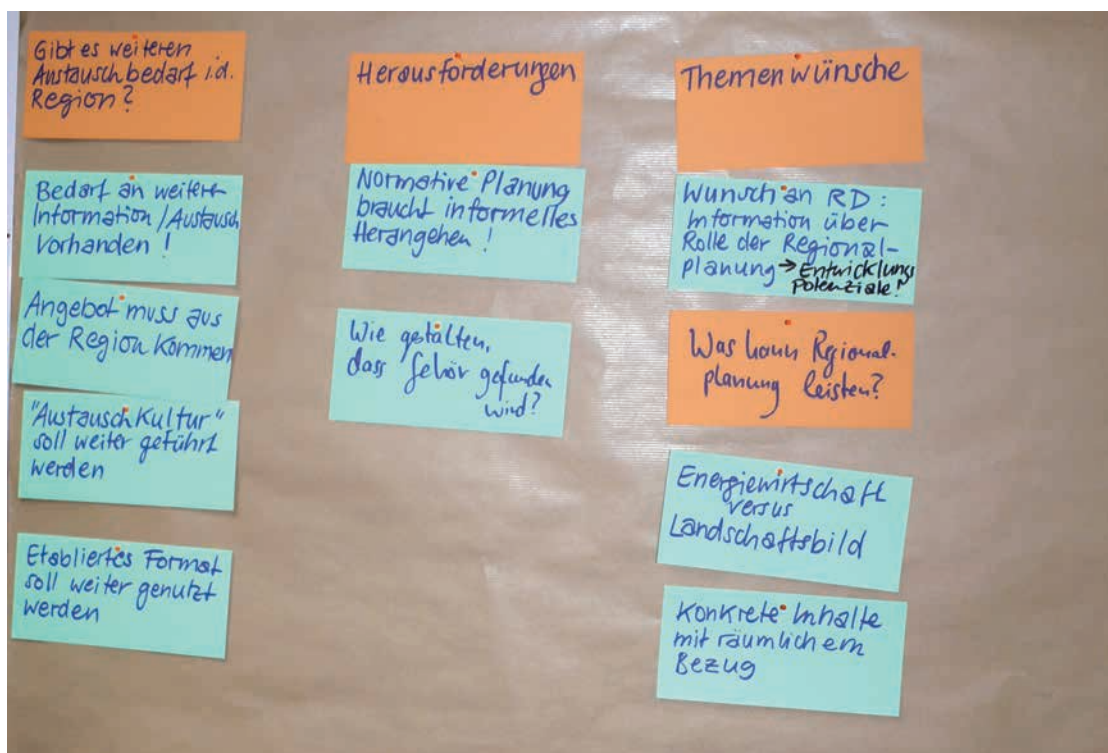 Gibt es weiteren
Austauschbedarf i.d.
Region?
Bedarf an weiterer
Information/Austausch
vorhanden!
Angebot muss aus
der Region kommen
"Austauschkultur"
soll weiter geführt
werden
Etabliertes Format
soll weiter genutzt
werden
Herausforderungen
Normative Planung
braucht informelles
Herangehen!
Wie gestalten,
dass Gehör gefunden
wird?
Themenwünsche
Wunsch an RD:
Information über
Rolle der Regional-
planung → Entwicklungs
Potenziale!
Was kann Regional-
planung leisten?
Energiewirtschaft
versus
Landschaftsbild
Konkrete Inhalte
mit räumlichem
Bezug